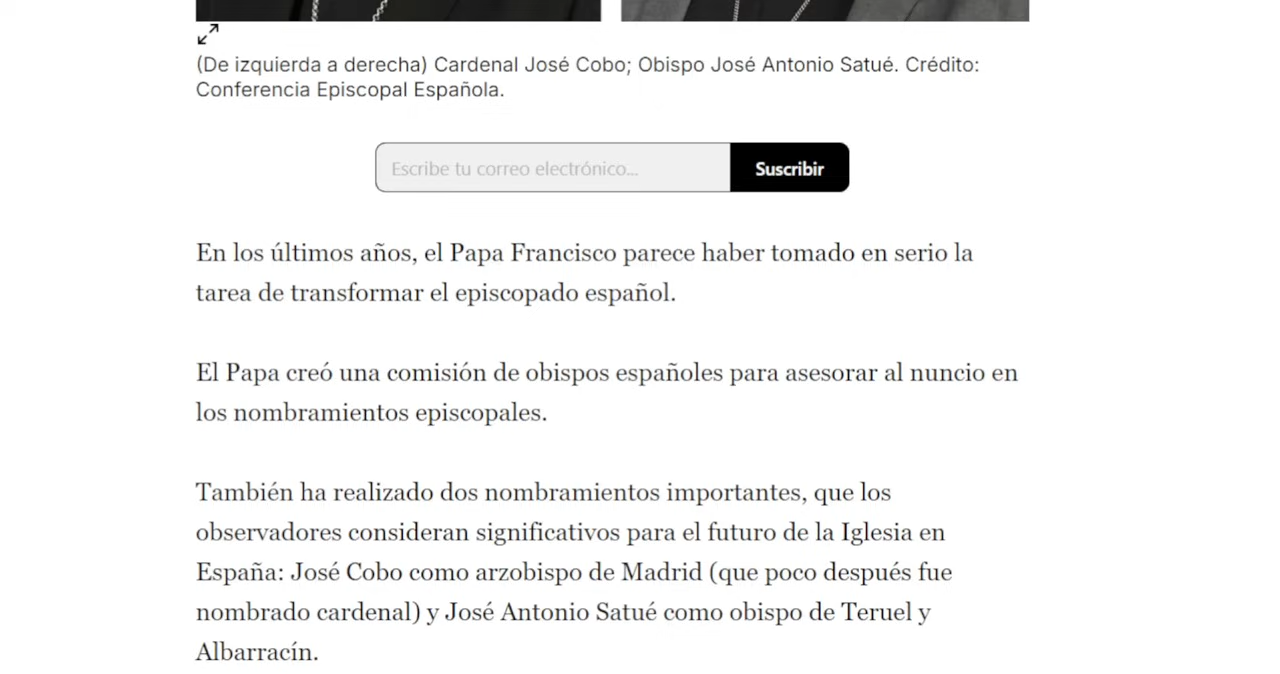 (De izquierda a derecha) Cardenal José Cobo; Obispo José Antonio Satué. Crédito:
Conferencia Episcopal Española.
Escribe tu correo electrónico...
Suscribir
En los últimos años, el Papa Francisco parece haber tomado en serio la
tarea de transformar el episcopado español.
El Papa creó una comisión de obispos españoles para asesorar al nuncio en
los nombramientos episcopales.
También ha realizado dos nombramientos importantes, que los
observadores consideran significativos para el futuro de la Iglesia en
España: José Cobo como arzobispo de Madrid (que poco después fue
nombrado cardenal) y José Antonio Satué como obispo de Teruel y
Albarracín.